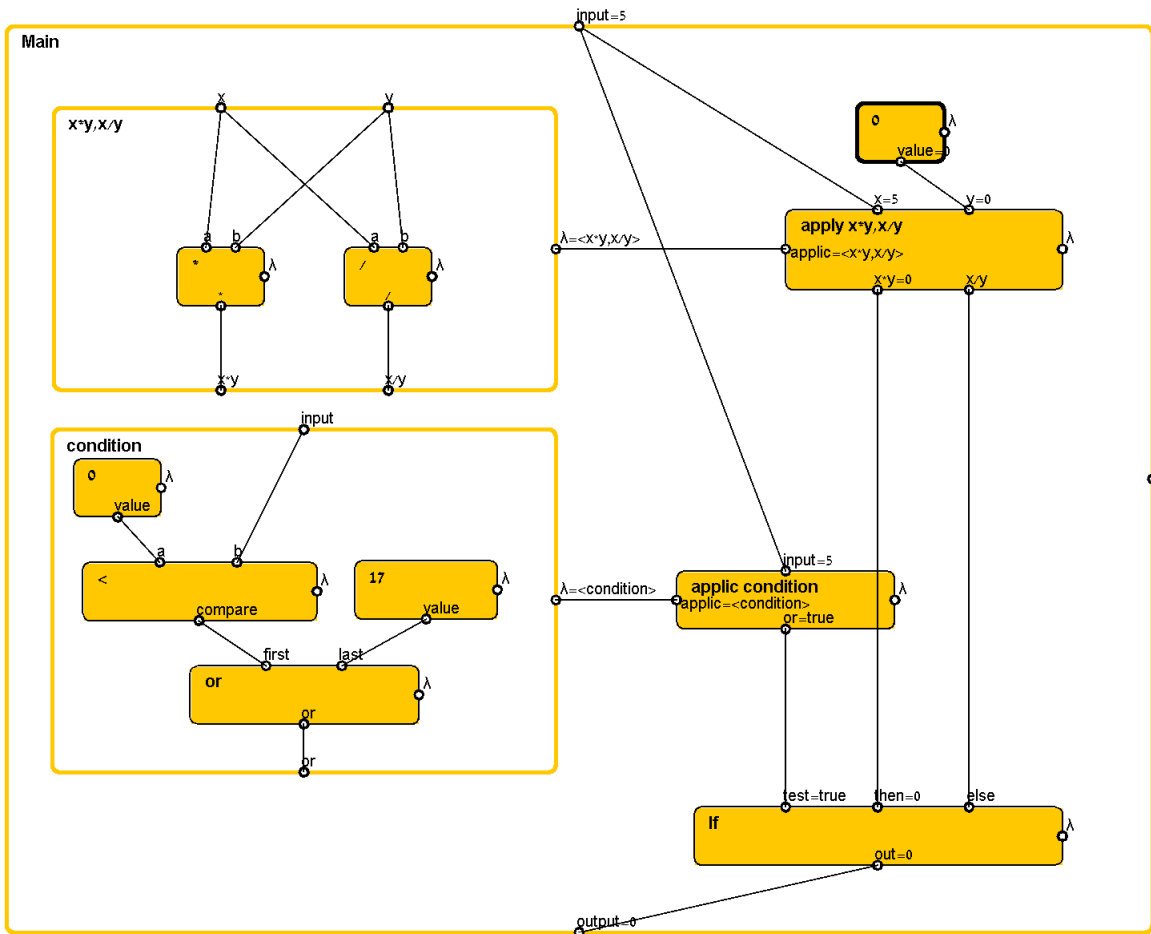 input=5
Main
x
y
x*y,x/y
0
λ
value=0
a
b
a
b
*
λ
*
/
λ
/
x*y
x/y
λ=<x*y,x/y>
x=5
y=0
apply x*y,x/y
applic=<x*y,x/y>
λ
x*y=0
x/y
input
condition
0
λ
value
a
b
<
λ
compare
17
λ
value
first
last
or
λ
or
or
λ=<condition>
input=5
applic condition
applic=<condition>
λ
or=true
test=true
then=0
else
If
λ
out=0
output=0